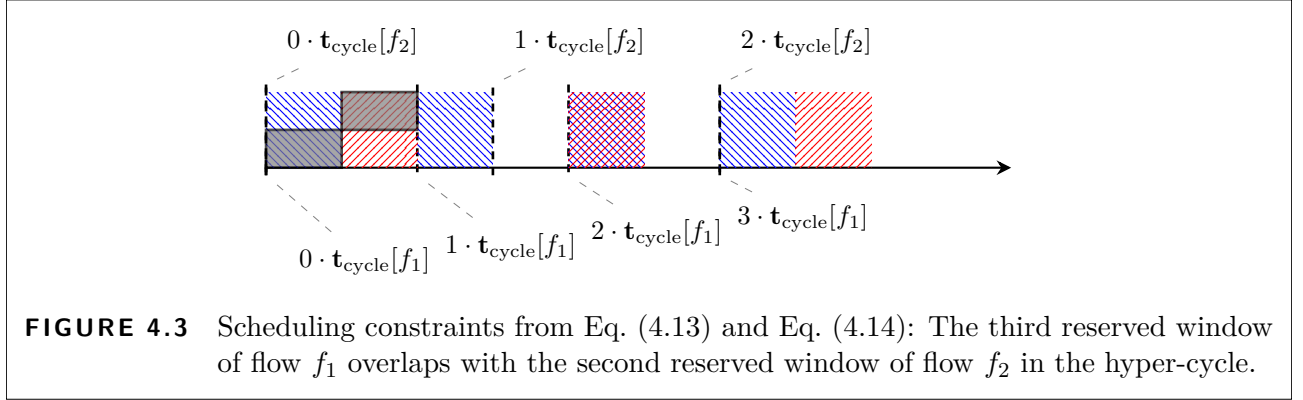 0 · t_cycle[f_2] 1 · t_cycle[f_2] 2 · t_cycle[f_2]
0 · t_cycle[f_1] 1 · t_cycle[f_1] 2 · t_cycle[f_1] 3 · t_cycle[f_1]
FIGURE 4.3 Scheduling constraints from Eq. (4.13) and Eq. (4.14): The third reserved window
of flow f_1 overlaps with the second reserved window of flow f_2 in the hyper-cycle.